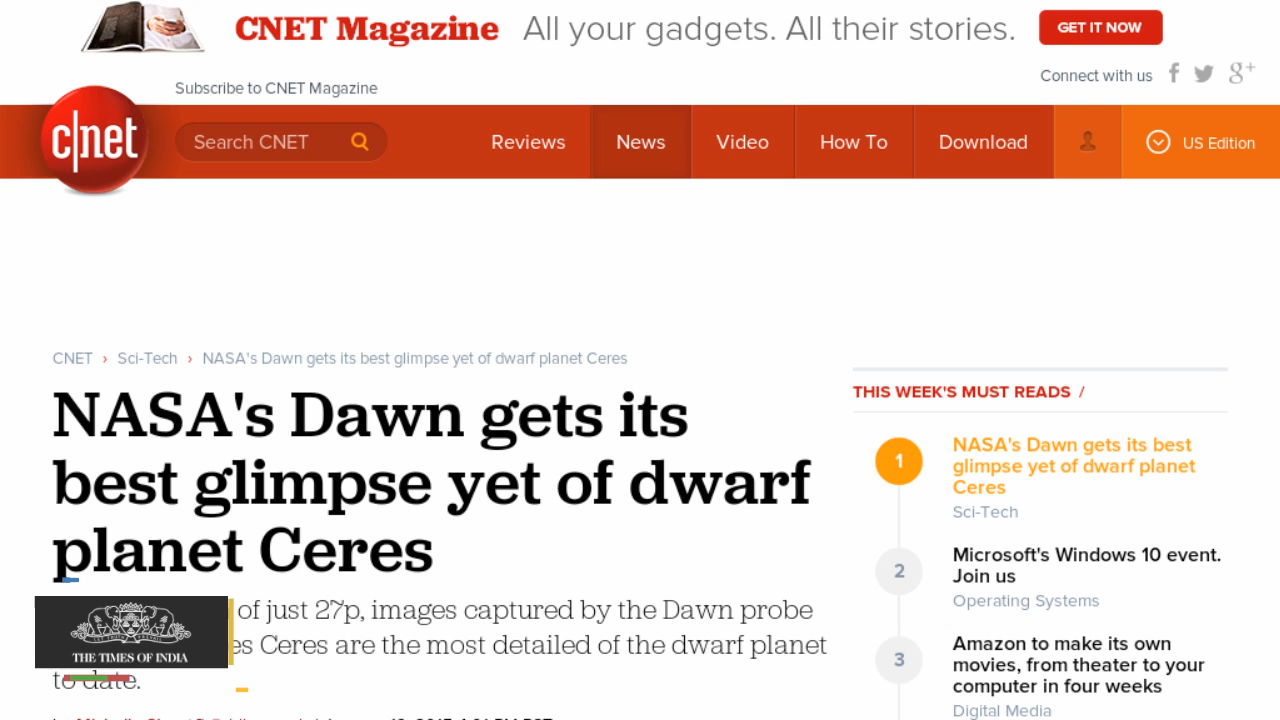 CNET Magazine All your gadgets. All their stories. GET IT NOW
Connect with us
Subscribe to CNET Magazine
c|net Search CNET Reviews News Video How To Download US Edition
CNET › Sci-Tech › NASA's Dawn gets its best glimpse yet of dwarf planet Ceres
NASA's Dawn gets its
best glimpse yet of dwarf
planet Ceres
of just 27p, images captured by the Dawn probe
Ceres are the most detailed of the dwarf planet
to date.
THE TIMES OF INDIA
THIS WEEK'S MUST READS /
1
NASA's Dawn gets its best
glimpse yet of dwarf planet
Ceres
Sci-Tech
2
Microsoft's Windows 10 event.
Join us
Operating Systems
3
Amazon to make its own
movies, from theater to your
computer in four weeks
Digital Media